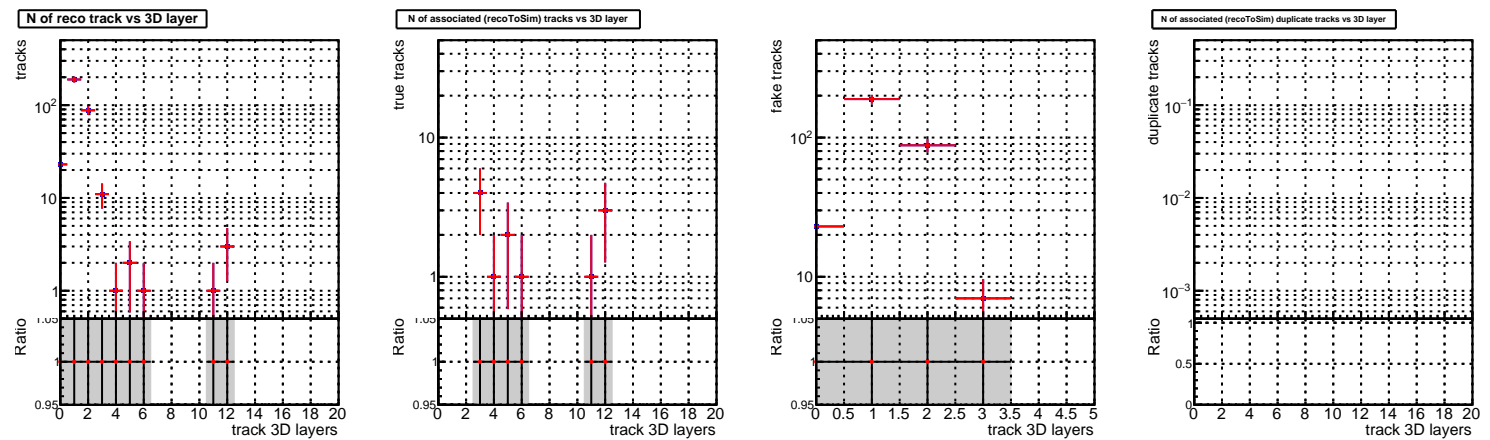 N of reco track vs 3D layer
tracks
10²
10
1
Ratio
1.05
1
0.95
0 2 4 6 8 10 12 14 16 18 20
track 3D layers
N of associated (recoToSim) tracks vs 3D layer
true tracks
10
1
Ratio
1.05
1
0.95
0 2 4 6 8 10 12 14 16 18 20
track 3D layers
fake tracks
10²
10
Ratio
1.05
1
0.95
0 0.5 1 1.5 2 2.5 3 3.5 4 4.5 5
track 3D layers
N of associated (recoToSim) duplicate tracks vs 3D layer
duplicate tracks
10⁻¹
10⁻²
10⁻³
Ratio
1
0.5
0
0 2 4 6 8 10 12 14 16 18 20
track 3D layers